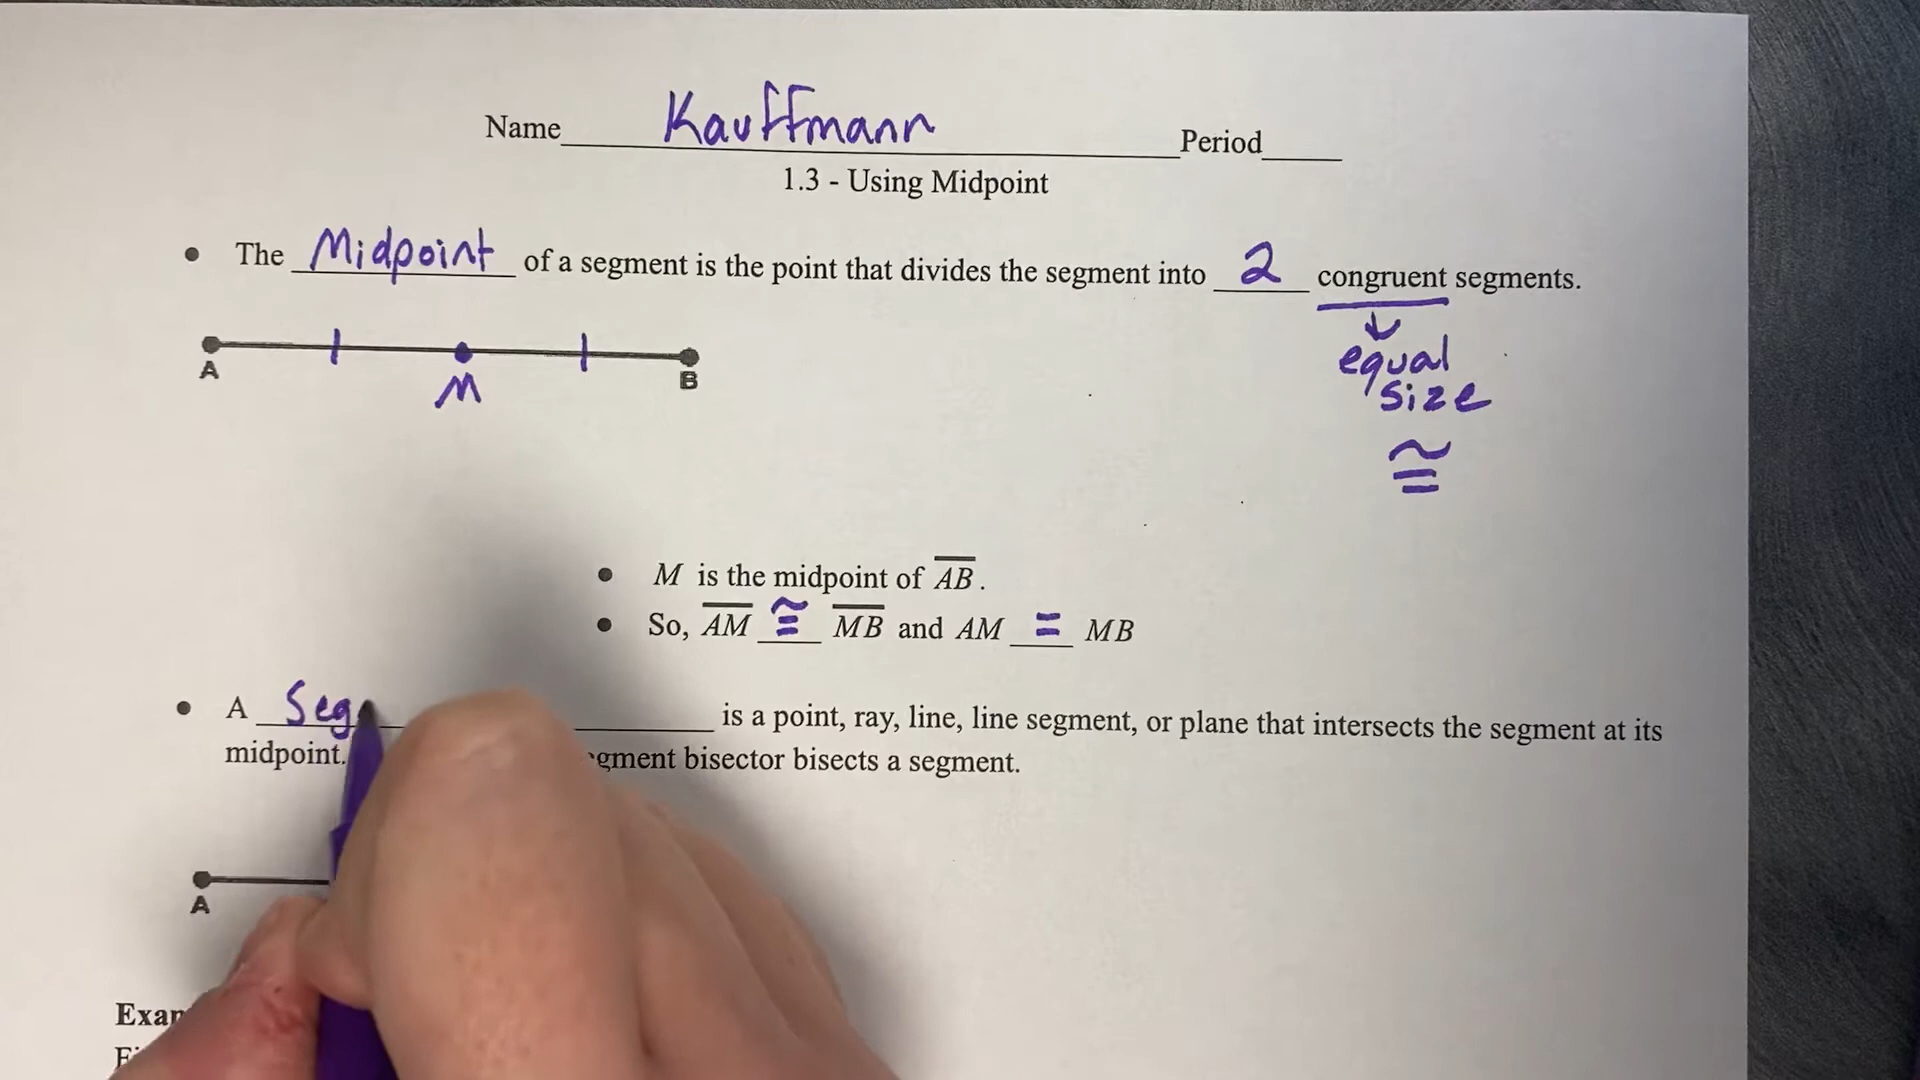 Name Kauffmann Period
1.3 - Using Midpoint
• The Midpoint of a segment is the point that divides the segment into 2 congruent segments.
equal
size
≅
A M B
• M is the midpoint of AB.
• So, AM ≅ MB and AM = MB
• A Seg is a point, ray, line, line segment, or plane that intersects the segment at its
midpoint. bisector bisects a segment.
A